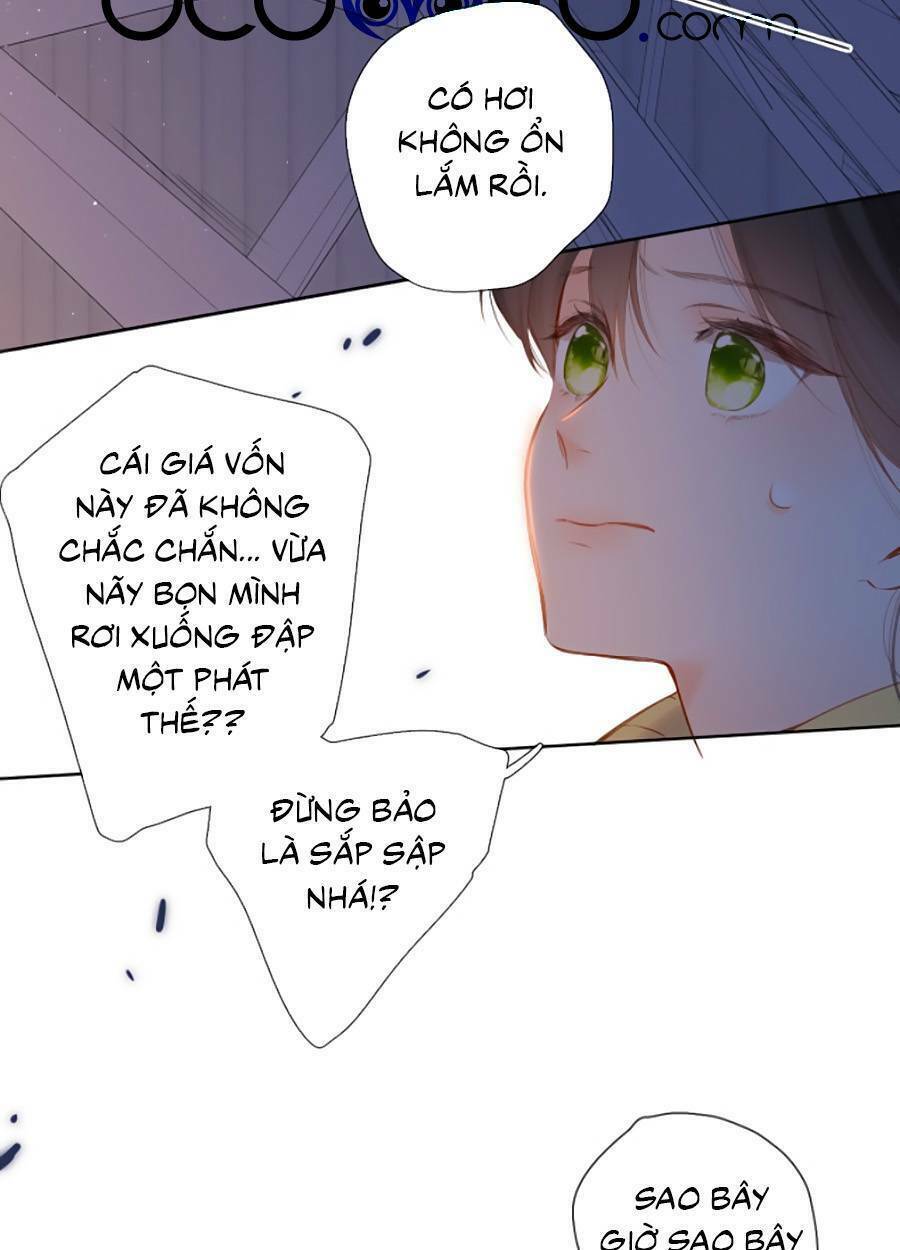 .com
CÓ HƠI
KHÔNG ỔN
LẮM RỒI.
CÁI GIÁ VỐN
NÀY ĐÃ KHÔNG
CHẮC CHẮN... VỪA
NÃY BỌN MÌNH
RƠI XUỐNG ĐẬP
MỘT PHÁT
THẾ??
ĐỪNG BẢO
LÀ SẮP SẬP
NHÁ!?
SAO BÂY
GIỜ SAO BÂY